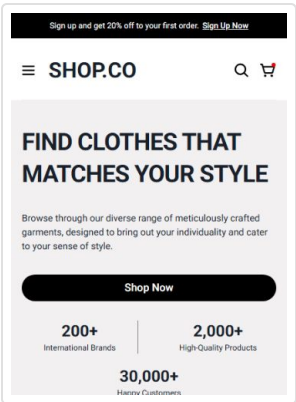 Sign up and get 20% off to your first order. Sign Up Now
SHOP.CO
FIND CLOTHES THAT
MATCHES YOUR STYLE
Browse through our diverse range of meticulously crafted
garments, designed to bring out your individuality and cater
to your sense of style.
Shop Now
200+
International Brands
2,000+
High-Quality Products
30,000+
Happy Customers